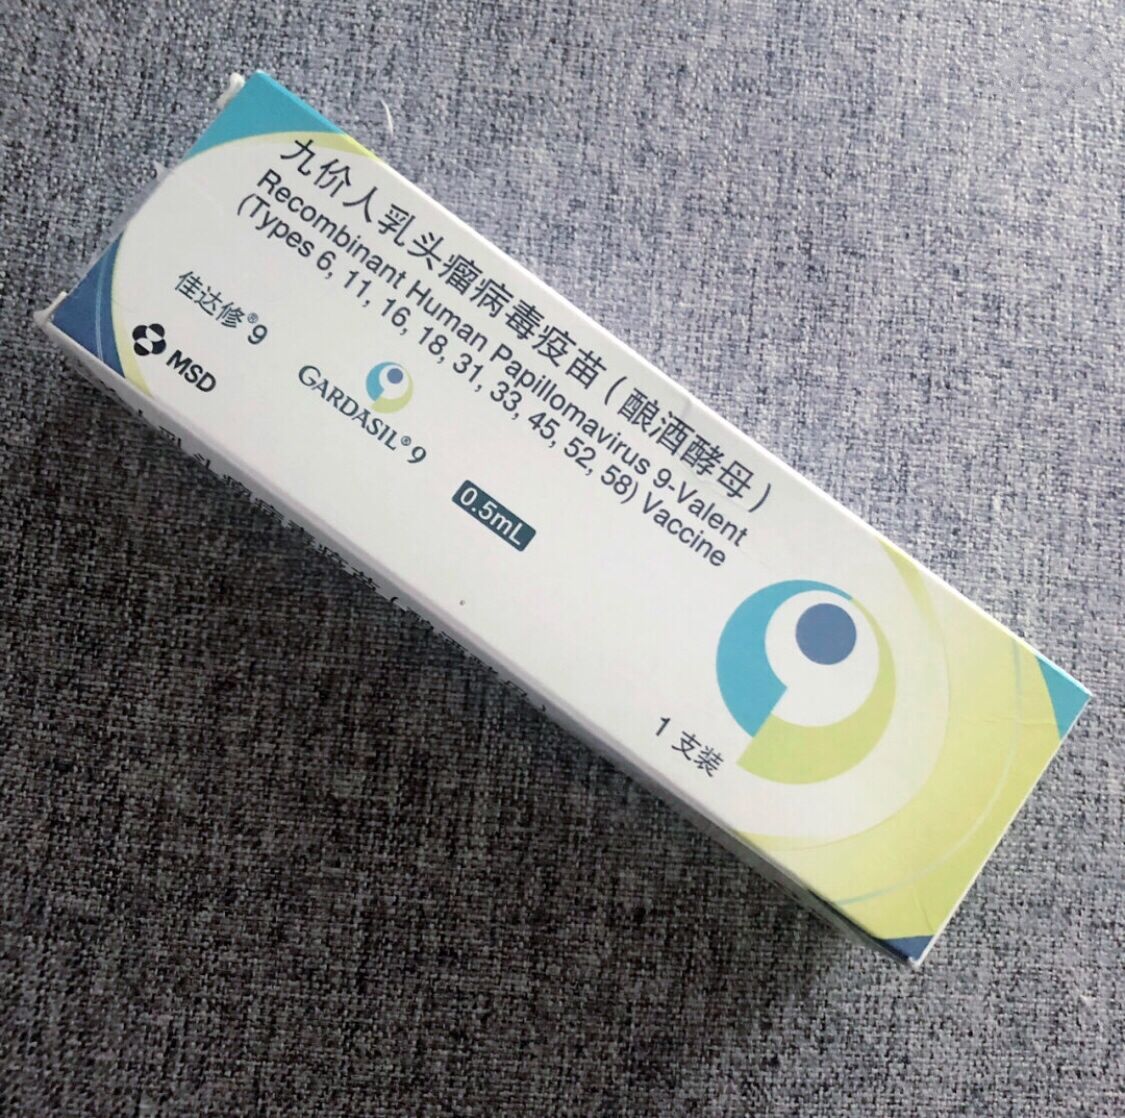 九价人乳头瘤病毒疫苗（酿酒酵母）
Recombinant Human Papillomavirus 9-Valent
(Types 6, 11, 16, 18, 31, 33, 45, 52, 58) Vaccine
佳达修®9
MSD
GARDASIL®9
0.5mL
1 支装